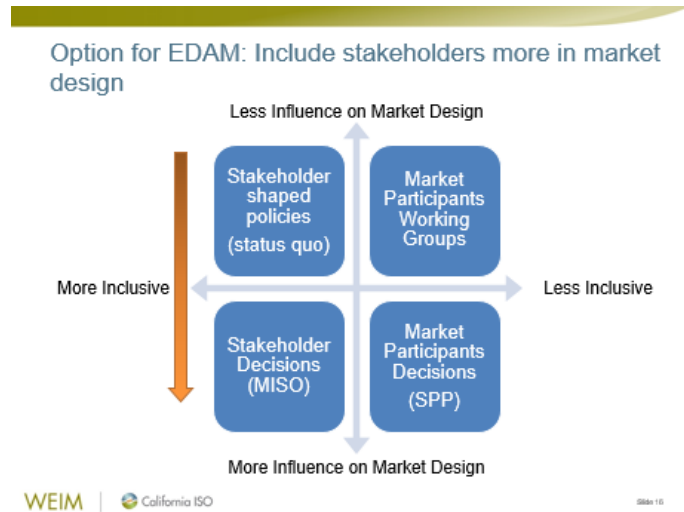 Option for EDAM: Include stakeholders more in market
design
Less Influence on Market Design
Stakeholder
shaped
policies
(status quo)
Market
Participants
Working
Groups
More Inclusive
Less Inclusive
Stakeholder
Decisions
(MISO)
Market
Participants
Decisions
(SPP)
More Influence on Market Design
WEIM
California ISO
Slide 16